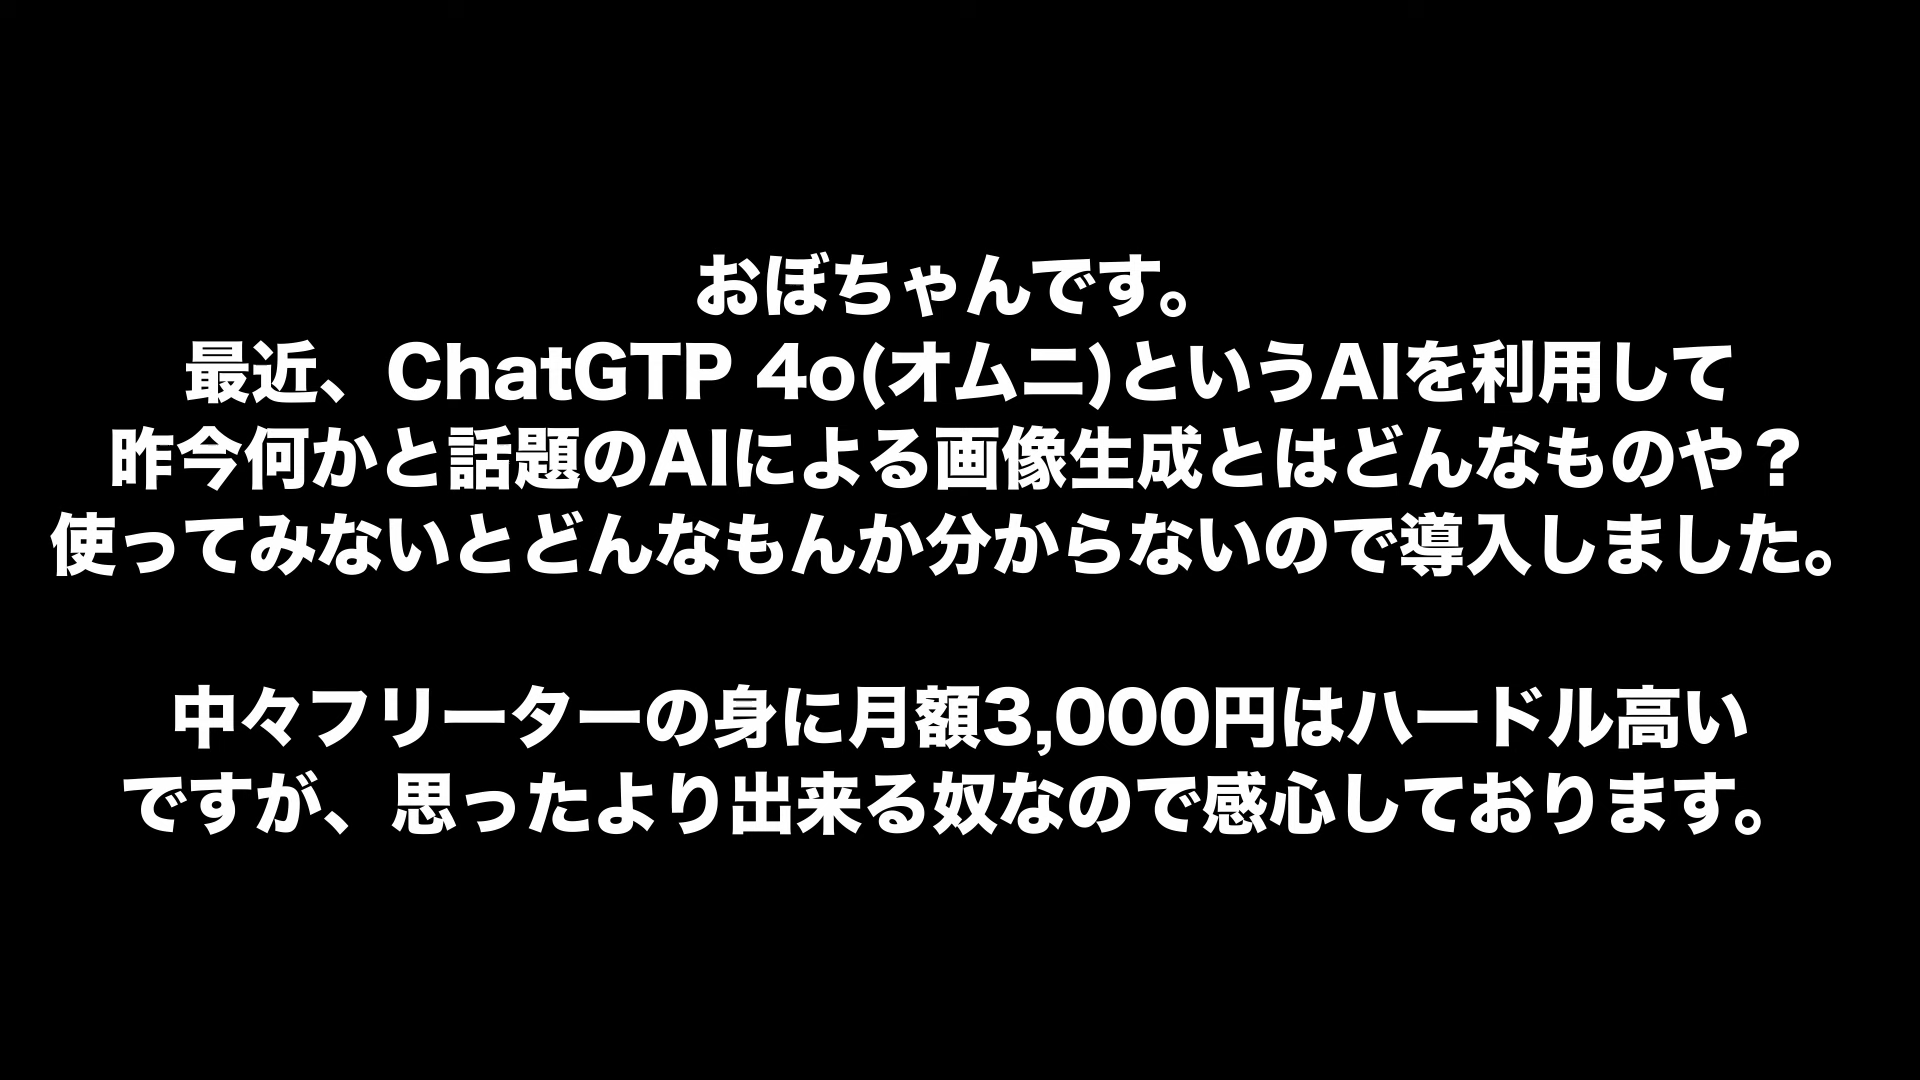 おぼちゃんです。
最近、ChatGTP 4o(オムニ)というAIを利用して
昨今何かと話題のAIによる画像生成とはどんなものや？
使ってみないとどんなもんか分からないので導入しました。
中々フリーターの身に月額3,000円はハードル高い
ですが、思ったより出来る奴なので感心しております。